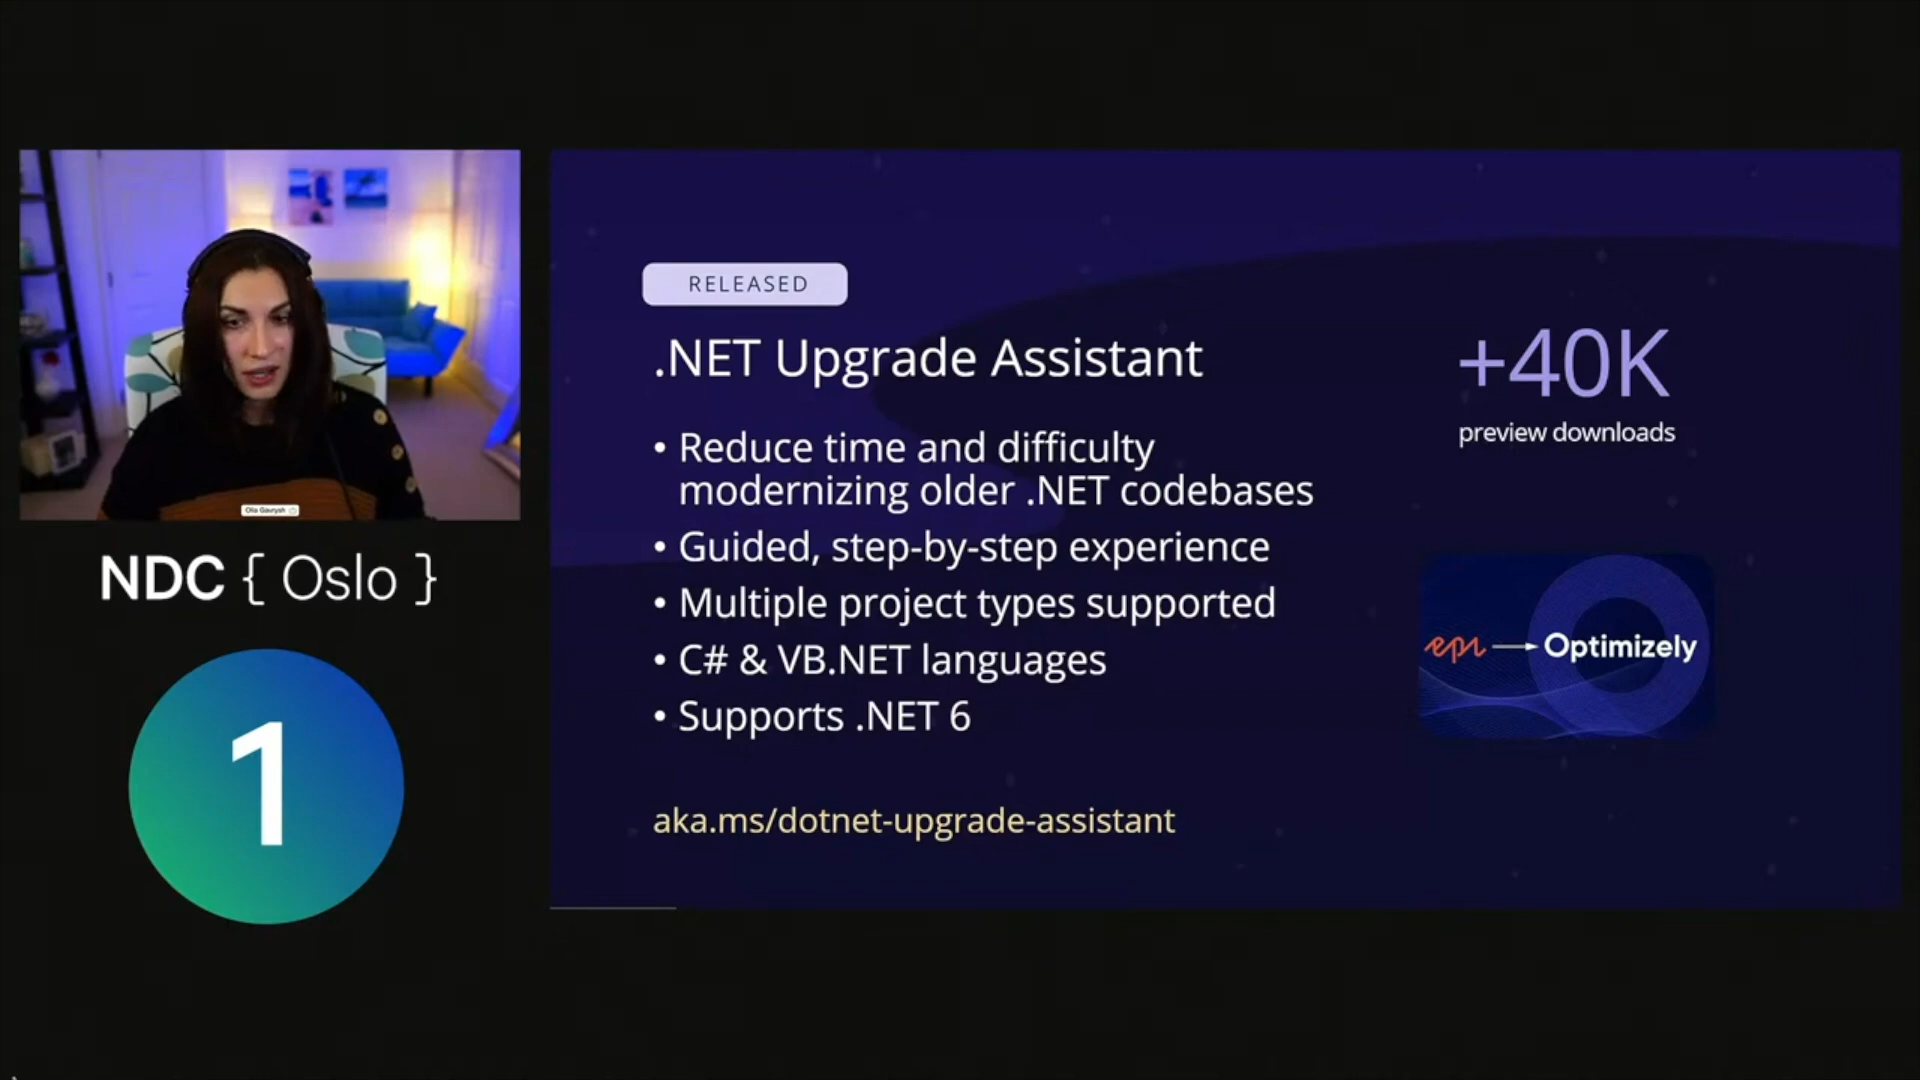 Olia Gavrysh
NDC { Oslo }
1
RELEASED
.NET Upgrade Assistant
• Reduce time and difficulty
modernizing older .NET codebases
• Guided, step-by-step experience
• Multiple project types supported
• C# & VB.NET languages
• Supports .NET 6
aka.ms/dotnet-upgrade-assistant
+40K
preview downloads
epi → Optimizely